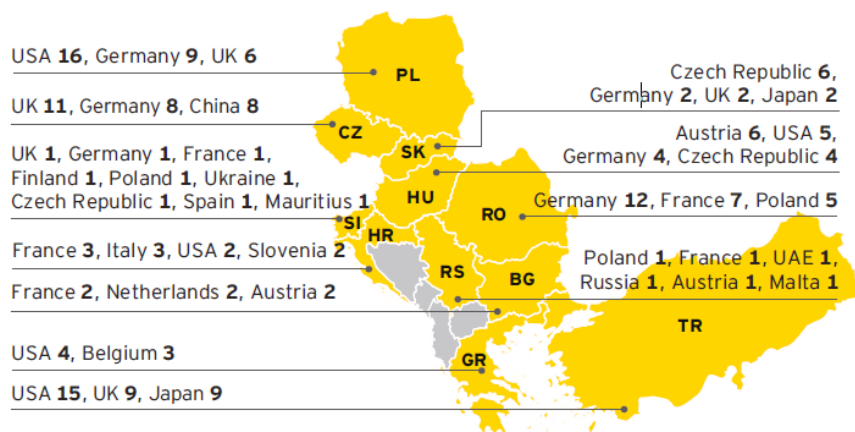 USA 16, Germany 9, UK 6
UK 11, Germany 8, China 8
UK 1, Germany 1, France 1,
Finland 1, Poland 1, Ukraine 1,
Czech Republic 1, Spain 1, Mauritius 1
France 3, Italy 3, USA 2, Slovenia 2
France 2, Netherlands 2, Austria 2
USA 4, Belgium 3
USA 15, UK 9, Japan 9
PL
CZ
SK
HU
SI
HR
RO
RS
BG
GR
TR
Czech Republic 6,
Germany 2, UK 2, Japan 2
Austria 6, USA 5,
Germany 4, Czech Republic 4
Germany 12, France 7, Poland 5
Poland 1, France 1, UAE 1,
Russia 1, Austria 1, Malta 1